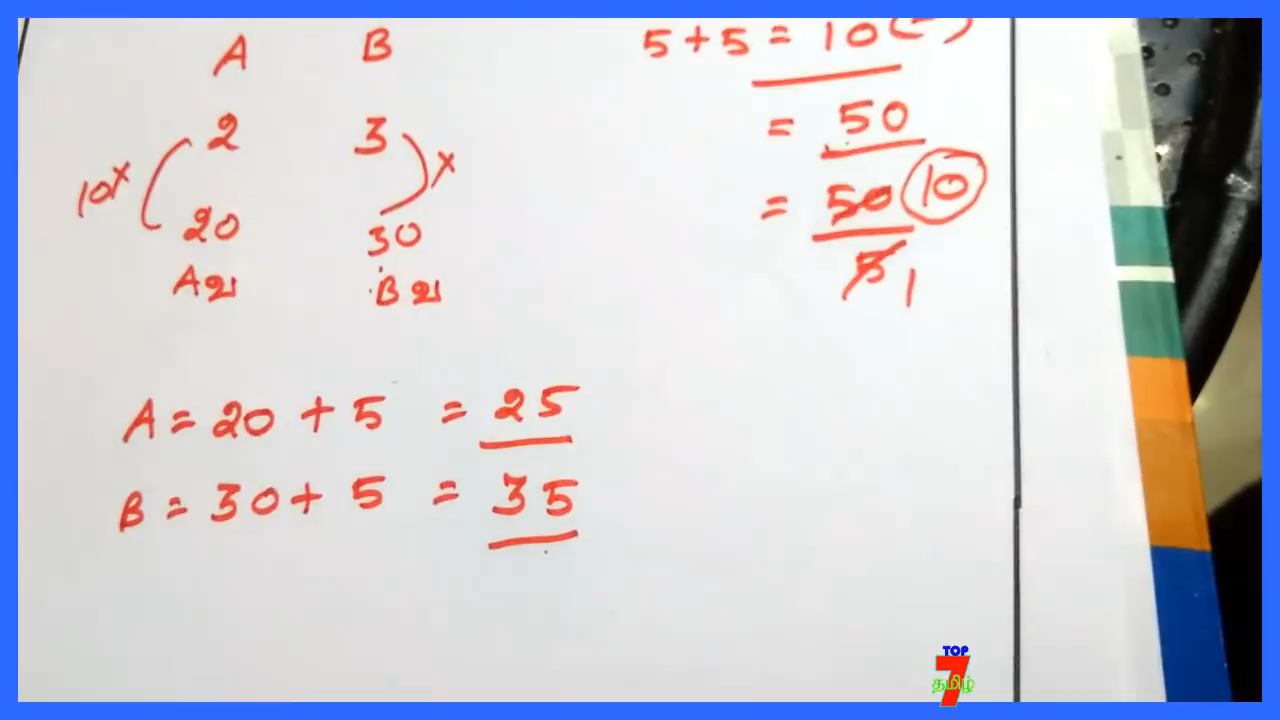 A B
2 3
10x x
20 30
Aவ Bவ
A = 20 + 5 = 25
B = 30 + 5 = 35
5 + 5 = 10 (-)
= 50
= 50 10
5 1
TOP
7
தமிழ்